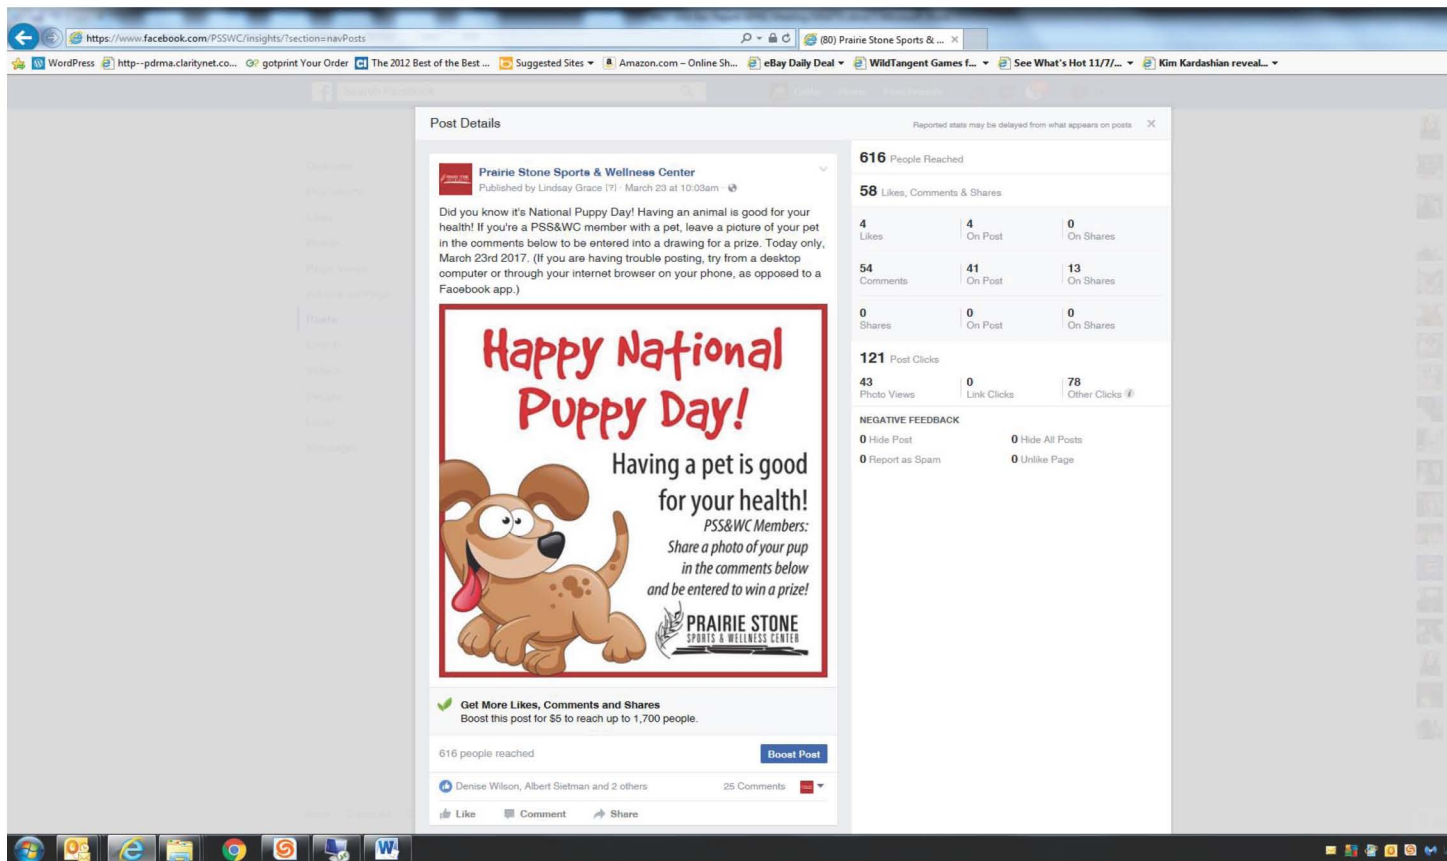 https://www.facebook.com/PSSWC/insights/?section=navPosts
(80) Prairie Stone Sports & ...
WordPress http--pdrma.claritynet.co... gotprint Your Order The 2012 Best of the Best ... Suggested Sites Amazon.com – Online Sh... eBay Daily Deal WildTangent Games f... See What's Hot 11/7/... Kim Kardashian reveal...
Search Facebook
Post Details
Reported stats may be delayed from what appears on posts
Prairie Stone Sports & Wellness Center
Published by Lindsay Grace [?] · March 23 at 10:03am ·
Did you know it's National Puppy Day! Having an animal is good for your
health! If you're a PSS&WC member with a pet, leave a picture of your pet
in the comments below to be entered into a drawing for a prize. Today only,
March 23rd 2017. (If you are having trouble posting, try from a desktop
computer or through your internet browser on your phone, as opposed to a
Facebook app.)
Happy National
Puppy Day!
Having a pet is good
for your health!
PSS&WC Members:
Share a photo of your pup
in the comments below
and be entered to win a prize!
PRAIRIE STONE
SPORTS & WELLNESS CENTER
Get More Likes, Comments and Shares
Boost this post for $5 to reach up to 1,700 people.
616 people reached
Boost Post
Denise Wilson, Albert Sietman and 2 others
25 Comments
Like Comment Share
616 People Reached
58 Likes, Comments & Shares
4 4 0
Likes On Post On Shares
54 41 13
Comments On Post On Shares
0 0 0
Shares On Post On Shares
121 Post Clicks
43 0 78
Photo Views Link Clicks Other Clicks
NEGATIVE FEEDBACK
0 Hide Post 0 Hide All Posts
0 Report as Spam 0 Unlike Page